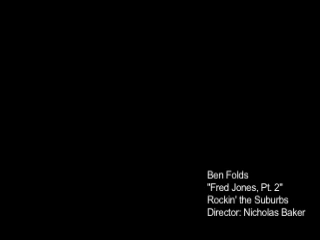 Ben Folds
"Fred Jones, Pt. 2"
Rockin' the Suburbs
Director: Nicholas Baker